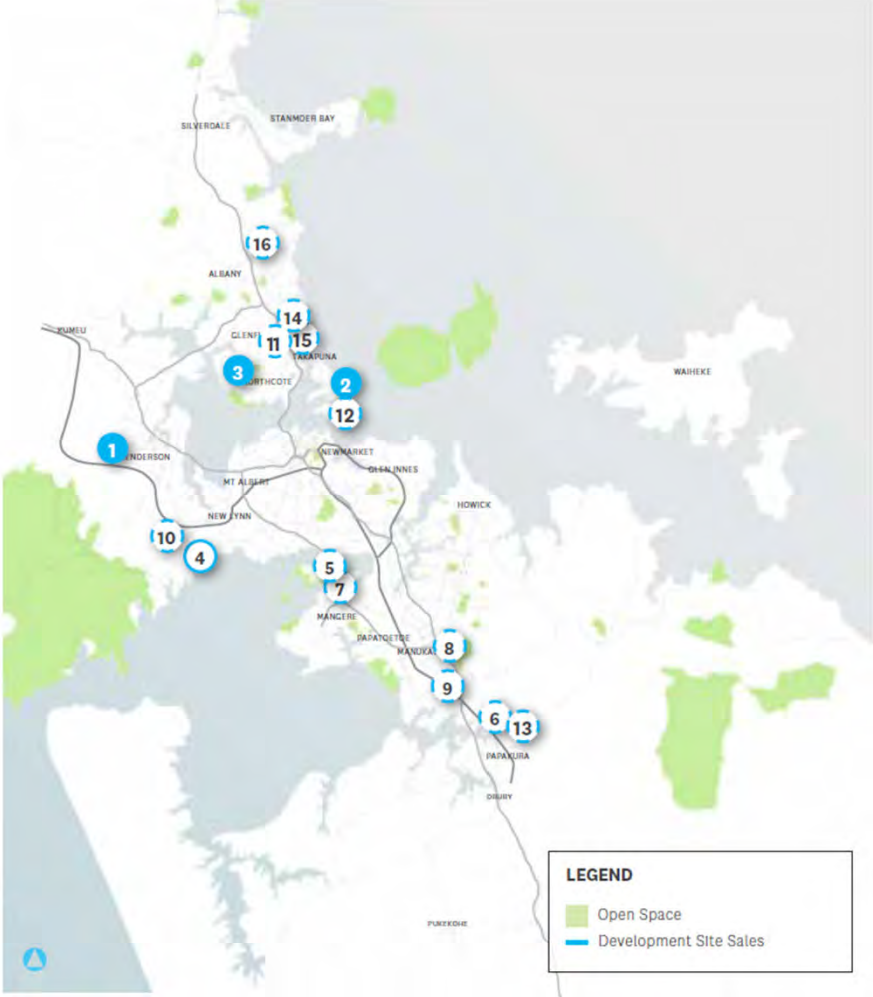 SILVERDALE
STANMOER BAY
16
ALBANY
14
KUMEU
GLENFI
11
15
TAKAPUNA
WAIHEKE
3
ORTHCOTE
2
12
1
ENDERSON
NEWMARKET
GLEN INNES
MT ALBERT
HOWICK
NEW LYNN
10
4
5
7
MANGERE
PAPATOETOE
MANUKA
8
9
6
13
PAPAKURA
DRURY
LEGEND
Open Space
Development Site Sales
PUKEKOHE